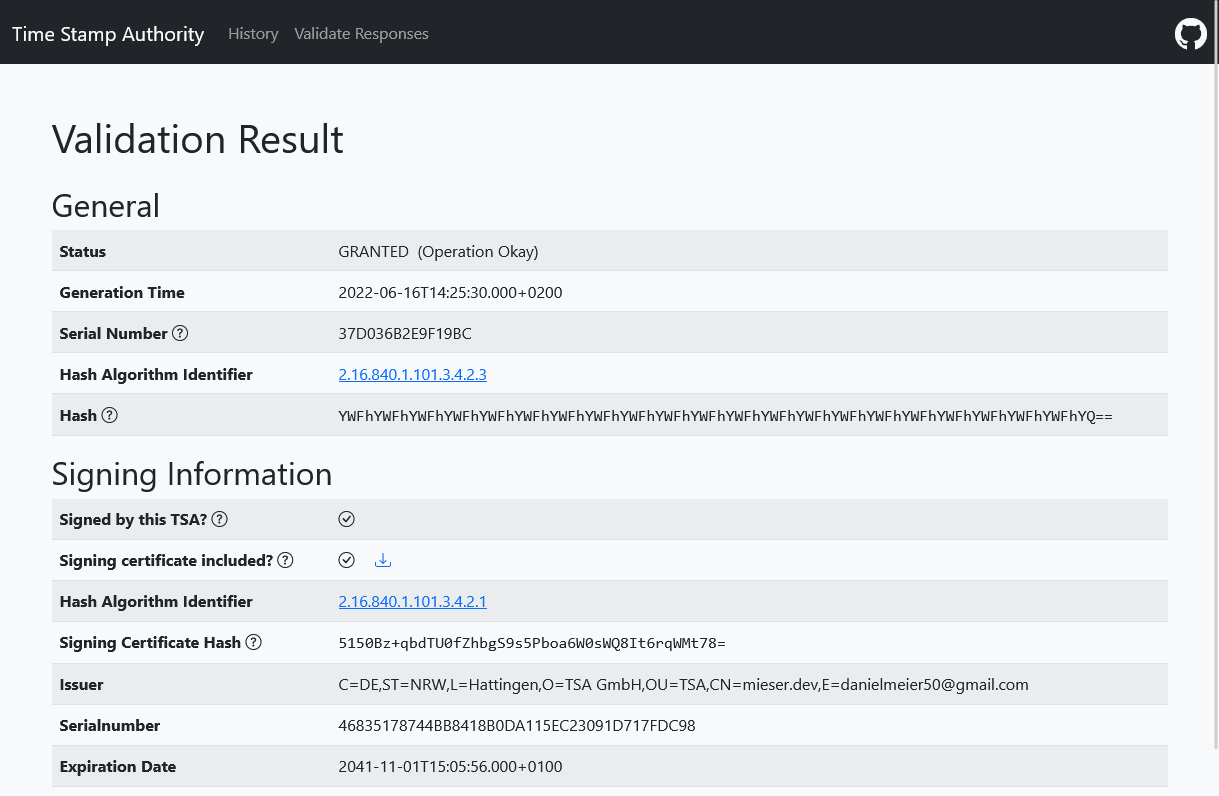 Time Stamp Authority History Validate Responses
Validation Result
General
Status GRANTED (Operation Okay)
Generation Time 2022-06-16T14:25:30.000+0200
Serial Number 37D036B2E9F19BC
Hash Algorithm Identifier 2.16.840.1.101.3.4.2.3
Hash YWFhYWFhYWFhYWFhYWFhYWFhYWFhYWFhYWFhYWFhYWFhYWFhYWFhYWFhYWFhYWFhYWFhYWFhYWFhYWFhYWFhYQ==
Signing Information
Signed by this TSA?
Signing certificate included?
Hash Algorithm Identifier 2.16.840.1.101.3.4.2.1
Signing Certificate Hash 5150Bz+qbdTU0fZhbgS9s5Pboa6W0sWQ8It6rqWMt78=
Issuer C=DE,ST=NRW,L=Hattingen,O=TSA GmbH,OU=TSA,CN=mieser.dev,E=danielmeier50@gmail.com
Serialnumber 46835178744BB8418B0DA115EC23091D717FDC98
Expiration Date 2041-11-01T15:05:56.000+0100